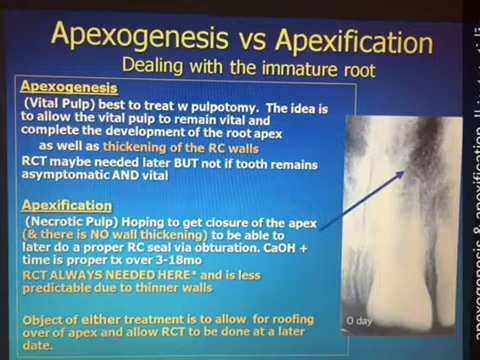 Apexogenesis vs Apexification
Dealing with the immature root
Apexogenesis
(Vital Pulp) best to treat w pulpotomy. The idea is
to allow the vital pulp to remain vital and
complete the development of the root apex
as well as thickening of the RC walls
RCT maybe needed later BUT not if tooth remains
asymptomatic AND vital
Apexification
(Necrotic Pulp) Hoping to get closure of the apex
(& there is NO wall thickening) to be able to
later do a proper RC seal via obturation. CaOH +
time is proper tx over 3-18mo
RCT ALWAYS NEEDED HERE* and is less
predictable due to thinner walls
Object of either treatment is to allow for roofing
over of apex and allow RCT to be done at a later
date.
O day
apexogenesis & apexification